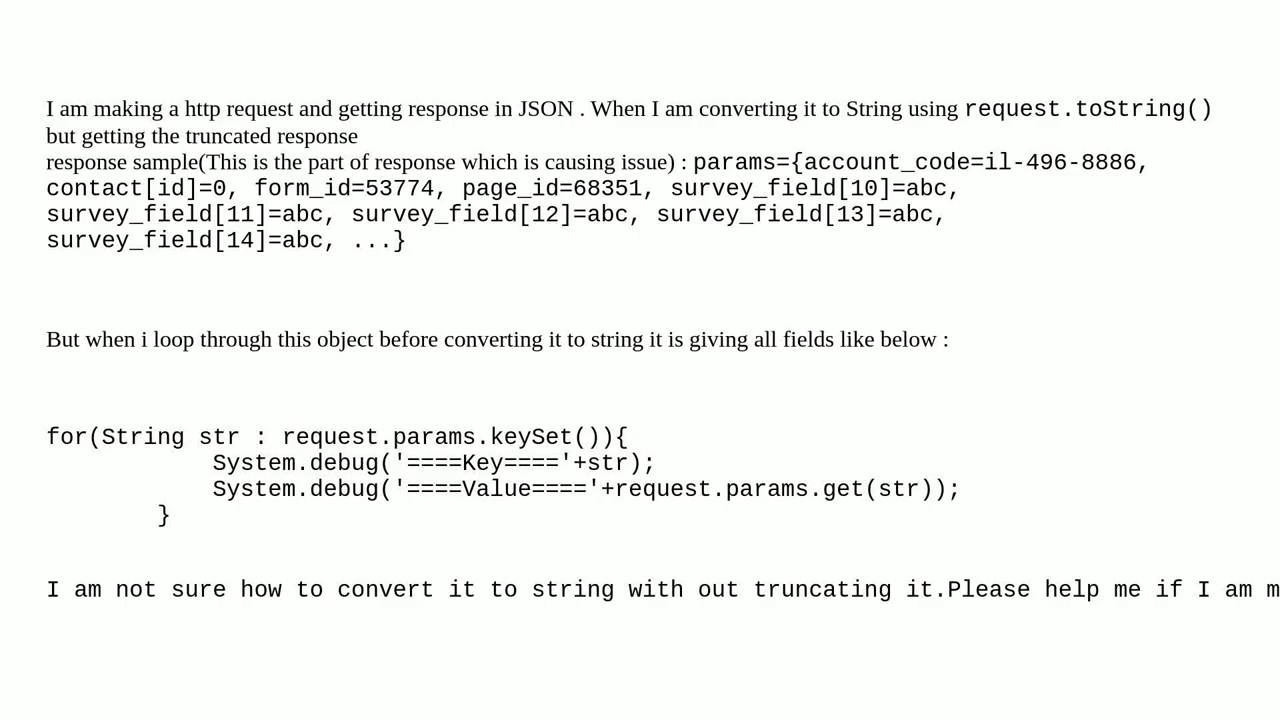 I am making a http request and getting response in JSON . When I am converting it to String using request.toString()
but getting the truncated response
response sample(This is the part of response which is causing issue) : params={account_code=il-496-8886,
contact[id]=0, form_id=53774, page_id=68351, survey_field[10]=abc,
survey_field[11]=abc, survey_field[12]=abc, survey_field[13]=abc,
survey_field[14]=abc, ...}
But when i loop through this object before converting it to string it is giving all fields like below :
for(String str : request.params.keySet()){
System.debug('====Key===='+str);
System.debug('====Value===='+request.params.get(str));
}
I am not sure how to convert it to string with out truncating it.Please help me if I am